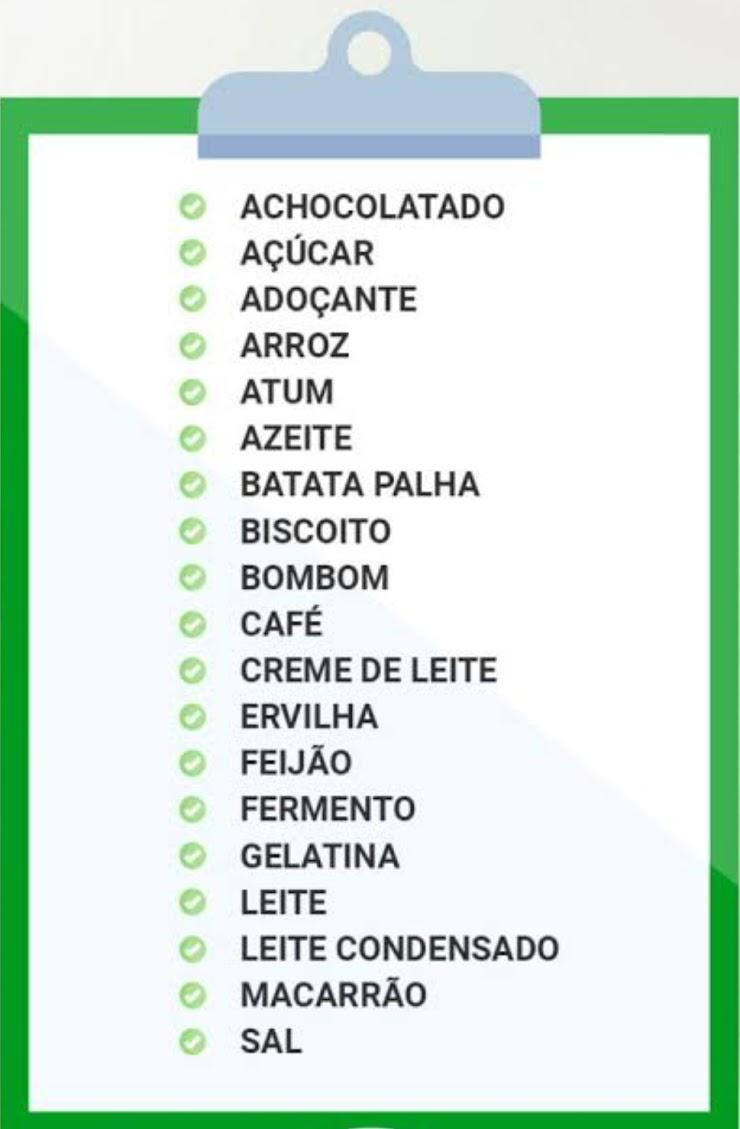 ACHOCOLATADO
AÇÚCAR
ADOÇANTE
ARROZ
ATUM
AZEITE
BATATA PALHA
BISCOITO
BOMBOM
CAFÉ
CREME DE LEITE
ERVILHA
FEIJÃO
FERMENTO
GELATINA
LEITE
LEITE CONDENSADO
MACARRÃO
SAL